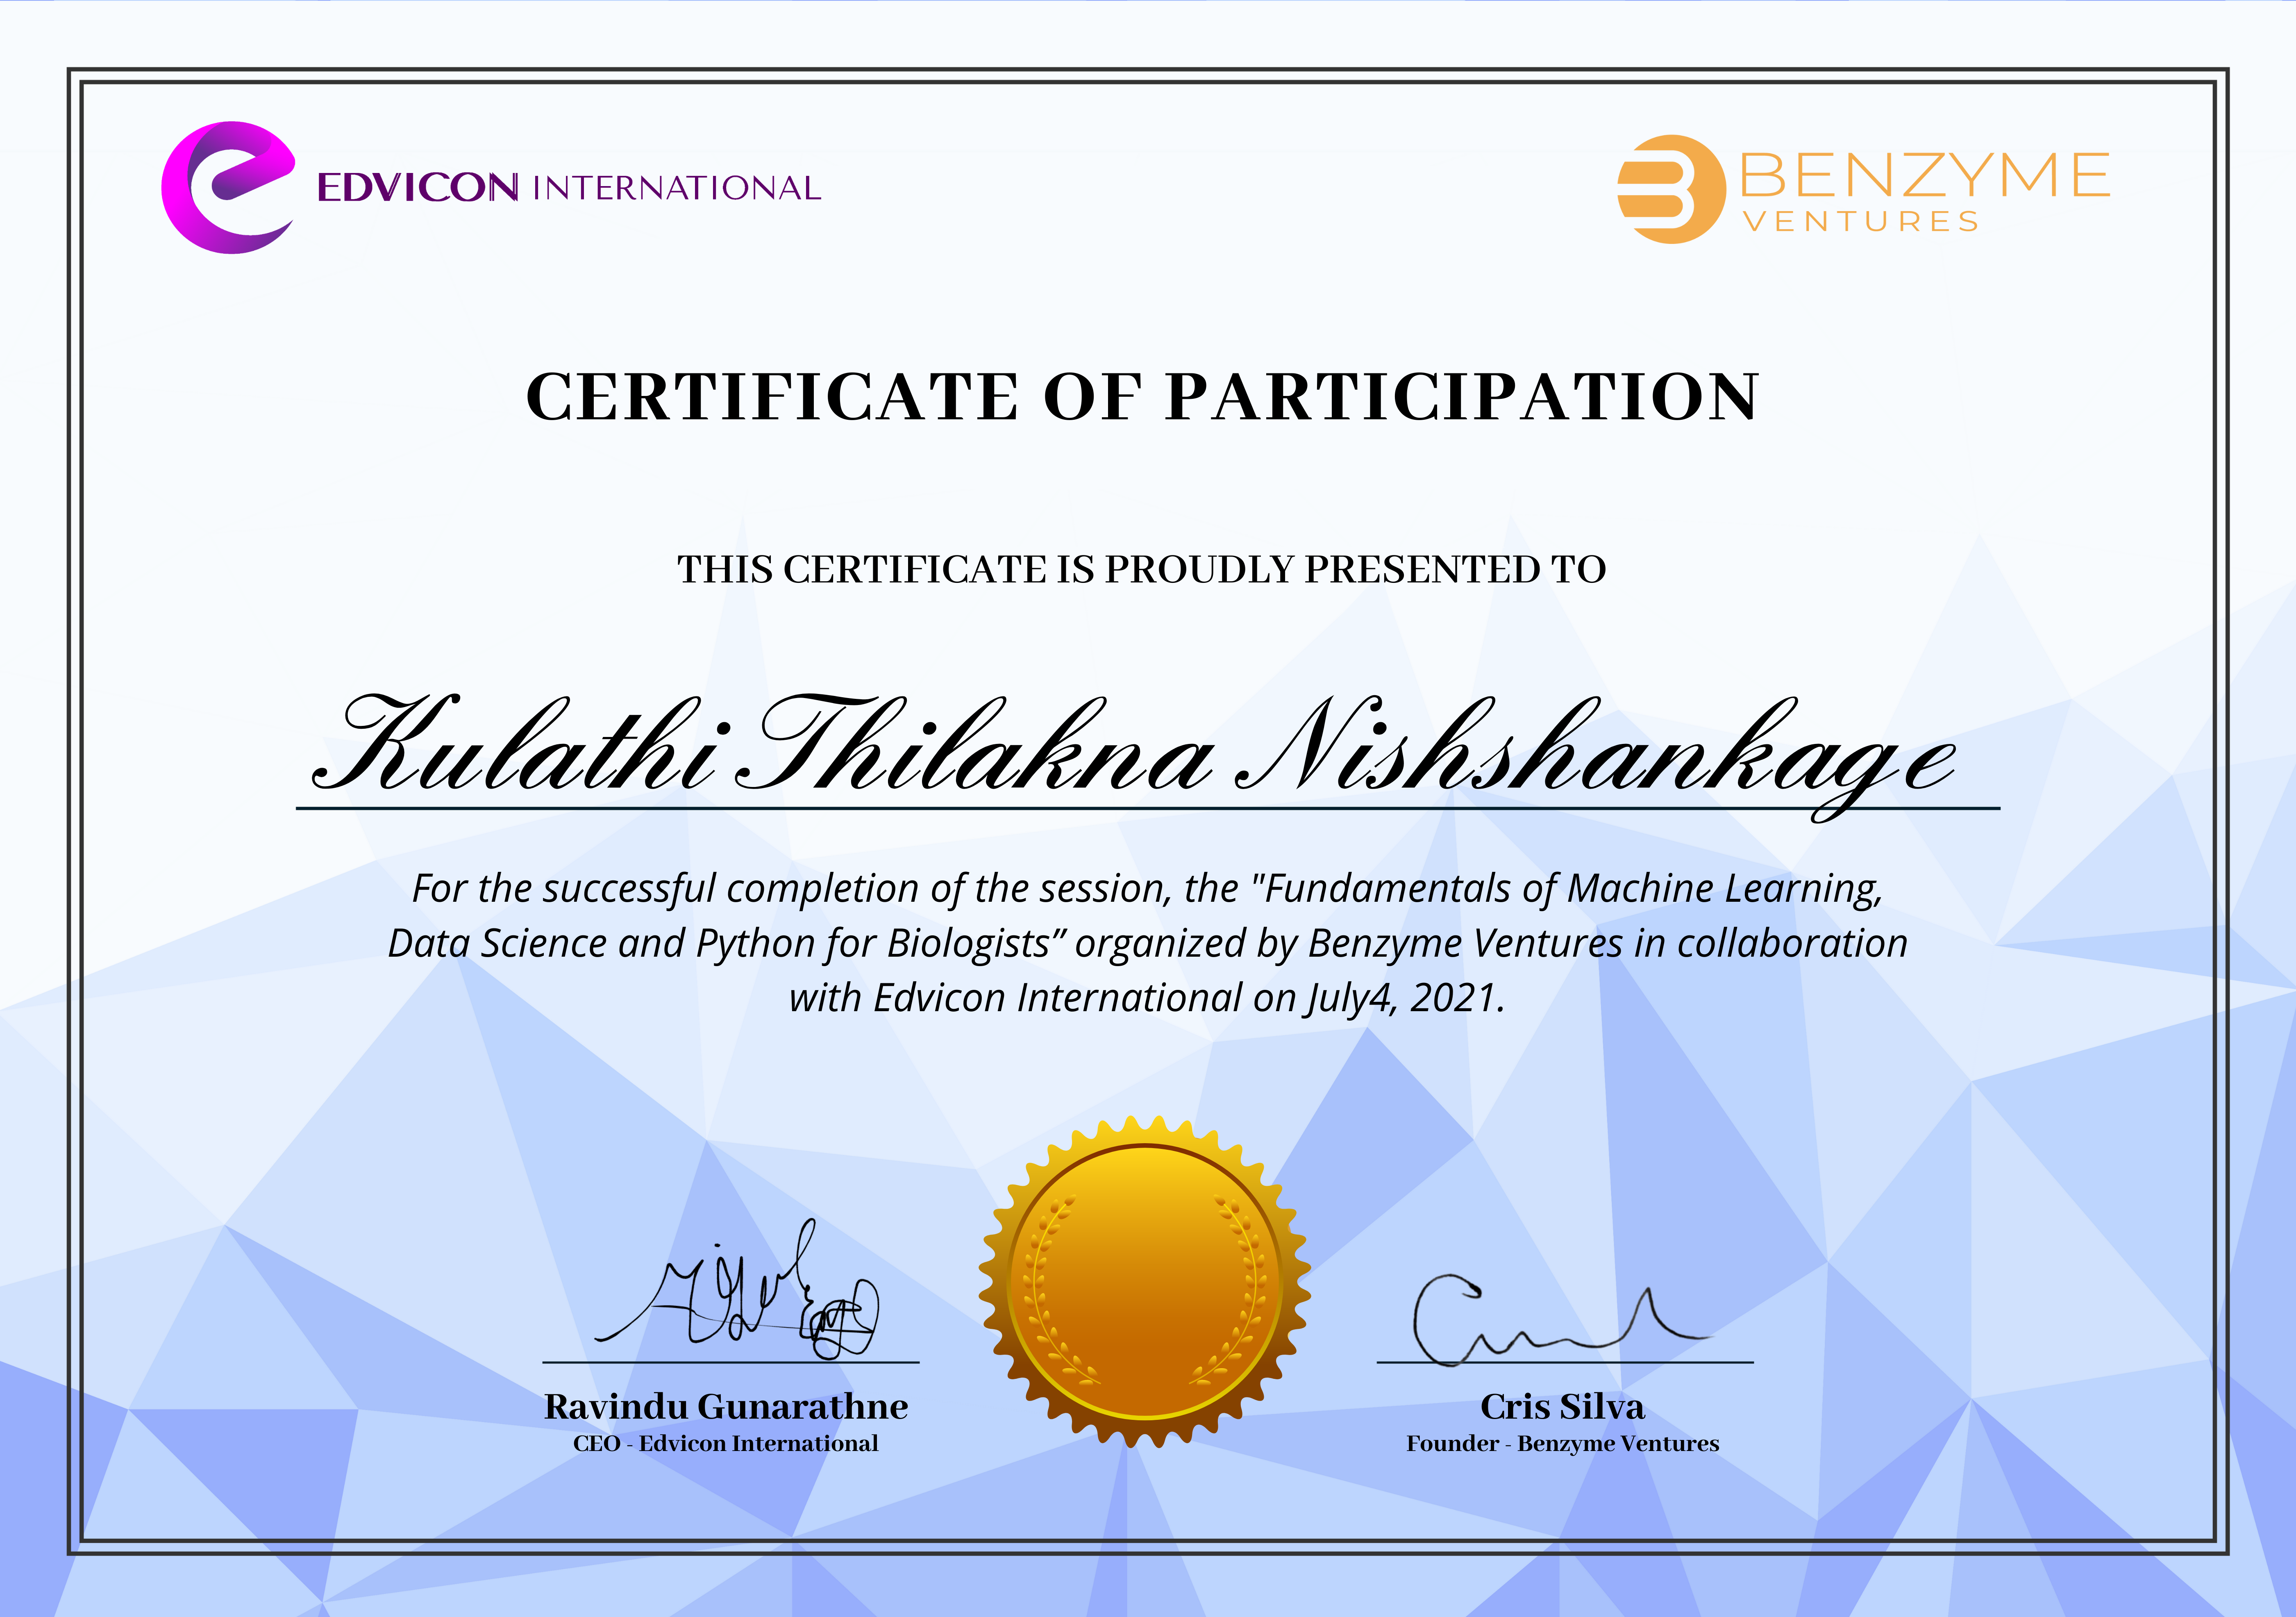 EDVICON INTERNATIONAL
BENZYME
VENTURES
CERTIFICATE OF PARTICIPATION
THIS CERTIFICATE IS PROUDLY PRESENTED TO
Kulathi Thilakna Nishshankage
For the successful completion of the session, the "Fundamentals of Machine Learning,
Data Science and Python for Biologists” organized by Benzyme Ventures in collaboration
with Edvicon International on July4, 2021.
Ravindu Gunarathne
CEO - Edvicon International
Cris Silva
Founder - Benzyme Ventures